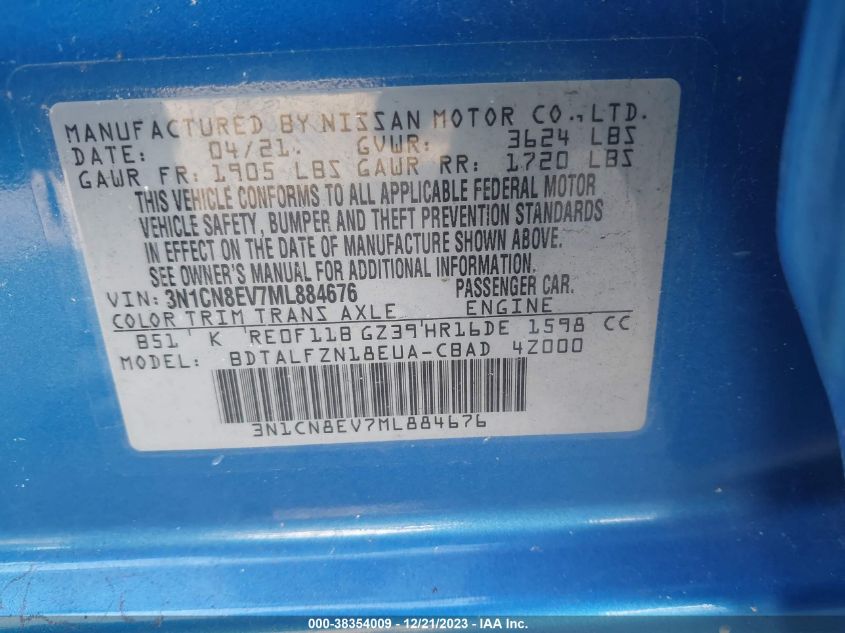 MANUFACTURED BY NISSAN MOTOR CO.,LTD.
DATE: 04/21. GVWR: 3624 LBS
GAWR FR: 1905 LBS GAWR RR: 1720 LBS
THIS VEHICLE CONFORMS TO ALL APPLICABLE FEDERAL MOTOR
VEHICLE SAFETY, BUMPER AND THEFT PREVENTION STANDARDS
IN EFFECT ON THE DATE OF MANUFACTURE SHOWN ABOVE.
SEE OWNER'S MANUAL FOR ADDITIONAL INFORMATION.
VIN: 3N1CN8EV7ML884676 PASSENGER CAR.
COLOR TRIM TRANS AXLE ENGINE
B51 K RE0F11B GZ39 HR16DE 1598 CC
MODEL: BDTALFZN18EUA-CBAD 4Z000
3N1CN8EV7ML884676
000-38354009 - 12/21/2023 - IAA Inc.